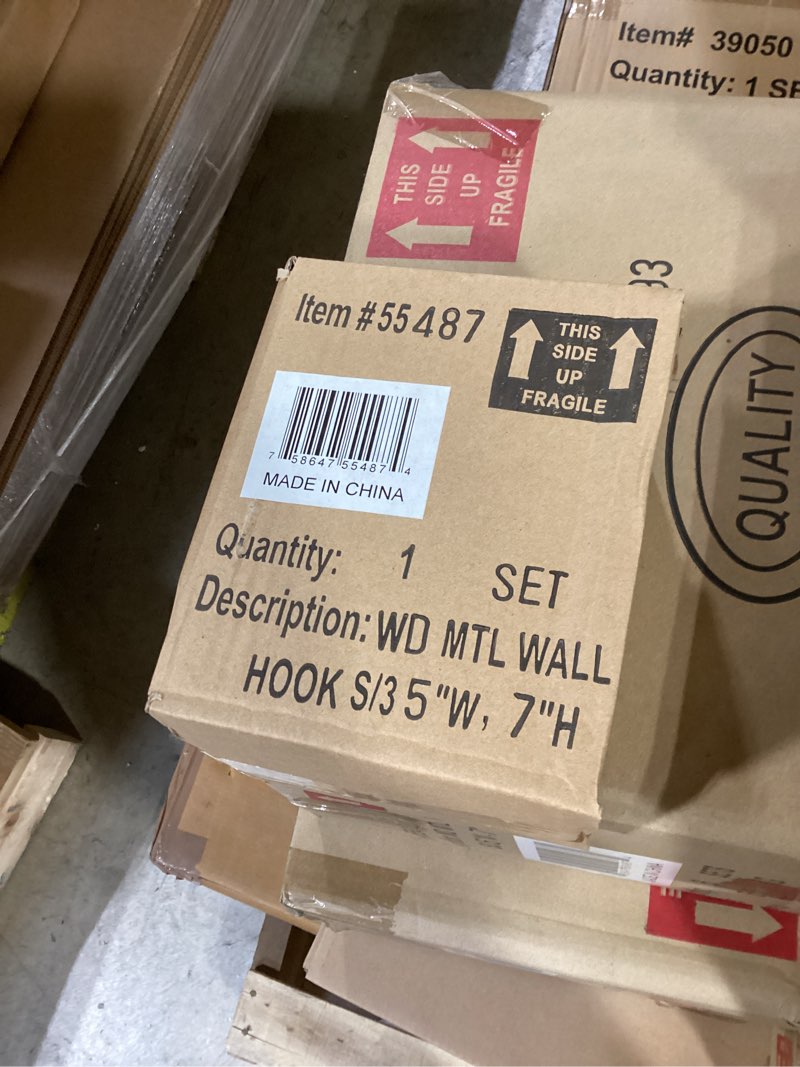 Item# 39050
Quantity: 1 SE
THIS
SIDE
UP
FRAGILE
93
QUALITY
Item #55487
THIS
SIDE
UP
FRAGILE
7 58647 55487 4
MADE IN CHINA
Quantity: 1 SET
Description: WD MTL WALL
HOOK S/3 5"W, 7"H